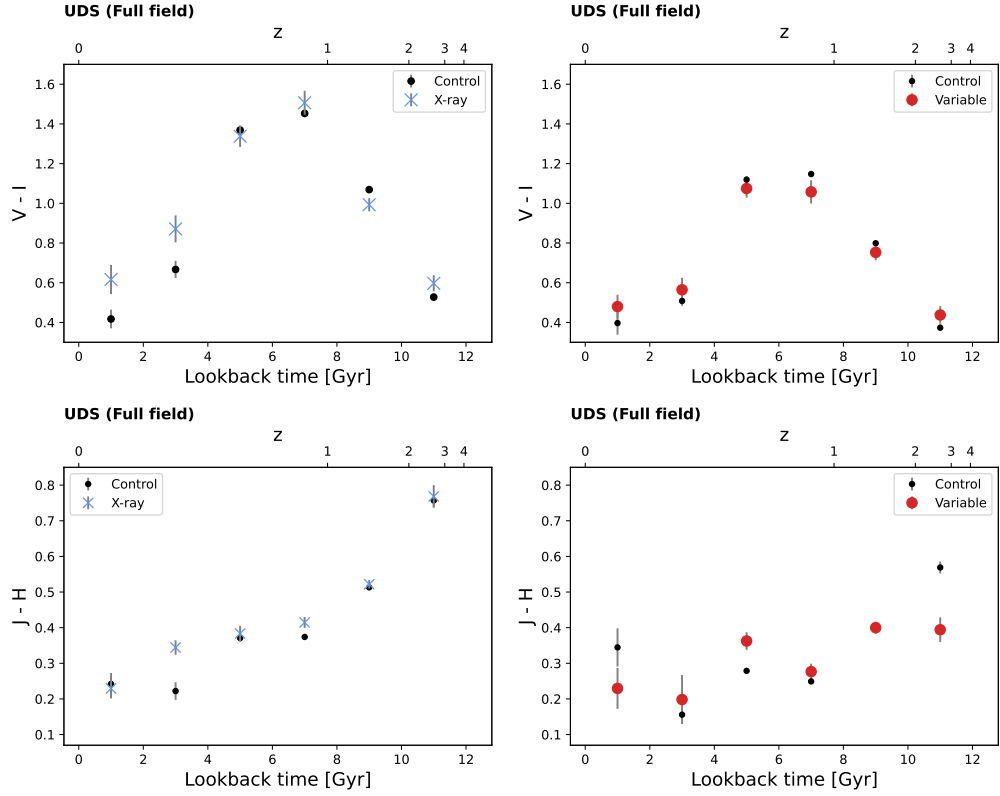 UDS (Full field)
z
0 1 2 3 4
1.6
1.4
1.2
1.0
0.8
0.6
0.4
V - I
Control
X-ray
0 2 4 6 8 10 12
Lookback time [Gyr]
UDS (Full field)
z
0 1 2 3 4
1.6
1.4
1.2
1.0
0.8
0.6
0.4
V - I
Control
Variable
0 2 4 6 8 10 12
Lookback time [Gyr]
UDS (Full field)
z
0 1 2 3 4
0.8
0.7
0.6
0.5
0.4
0.3
0.2
0.1
J - H
Control
X-ray
0 2 4 6 8 10 12
Lookback time [Gyr]
UDS (Full field)
z
0 1 2 3 4
0.8
0.7
0.6
0.5
0.4
0.3
0.2
0.1
J - H
Control
Variable
0 2 4 6 8 10 12
Lookback time [Gyr]